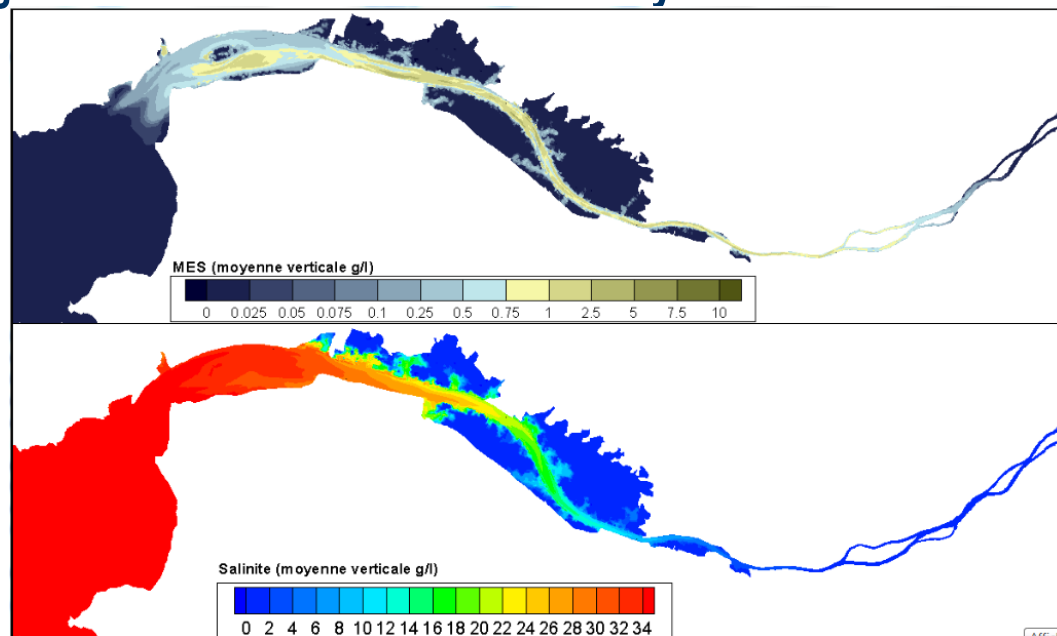 MES (moyenne verticale g/l)
0 0.025 0.05 0.075 0.1 0.25 0.5 0.75 1 2.5 5 7.5 10
Salinite (moyenne verticale g/l)
0 2 4 6 8 10 12 14 16 18 20 22 24 26 28 30 32 34